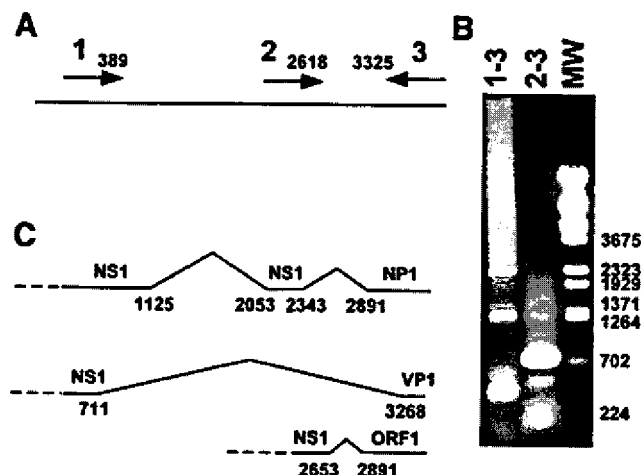 A
1 389 2 2618 3325 3
B
1-3 2-3 MW
3675
2323
1929
1371
1264
702
224
C
NS1 NS1 NP1
1125 2053 2343 2891
NS1 VP1
711 3268
NS1 ORF1
2653 2891